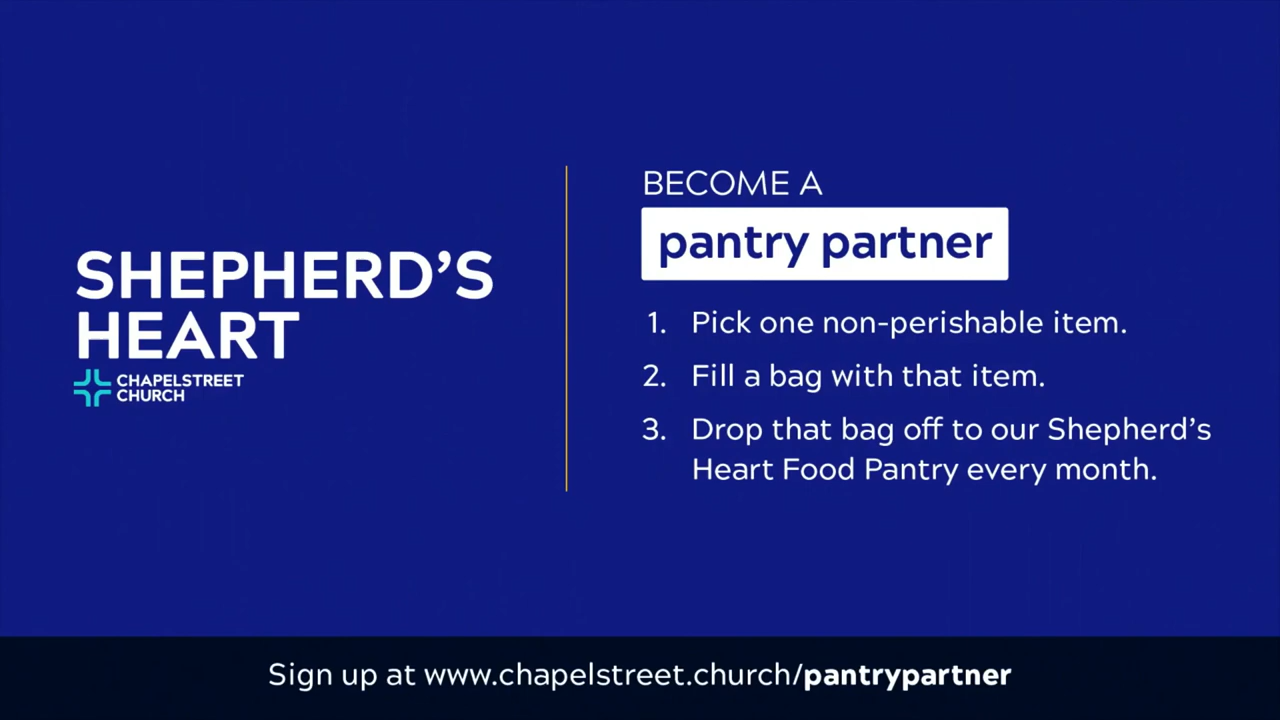 SHEPHERD’S
HEART
CHAPELSTREET
CHURCH
BECOME A
pantry partner
1. Pick one non-perishable item.
2. Fill a bag with that item.
3. Drop that bag off to our Shepherd’s
Heart Food Pantry every month.
Sign up at www.chapelstreet.church/pantrypartner